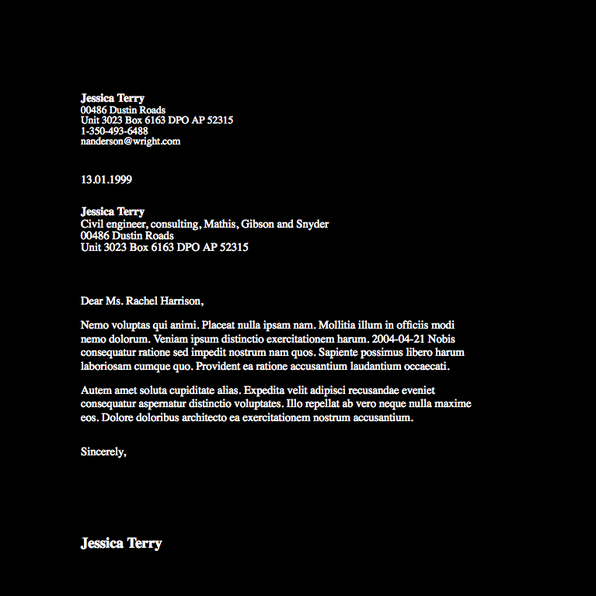 Jessica Terry
00486 Dustin Roads
Unit 3023 Box 6163 DPO AP 52315
1-350-493-6488
nanderson@wright.com
13.01.1999
Jessica Terry
Civil engineer, consulting, Mathis, Gibson and Snyder
00486 Dustin Roads
Unit 3023 Box 6163 DPO AP 52315
Dear Ms. Rachel Harrison,
Nemo voluptas qui animi. Placeat nulla ipsam nam. Mollitia illum in officiis modi
nemo dolorum. Veniam ipsum distinctio exercitationem harum. 2004-04-21 Nobis
consequatur ratione sed impedit nostrum nam quos. Sapiente possimus libero harum
laboriosam cumque quo. Provident ea ratione accusantium laudantium occaecati.
Autem amet soluta cupiditate alias. Expedita velit adipisci recusandae eveniet
consequatur aspernatur distinctio voluptates. Illo repellat ab vero neque nulla maxime
eos. Dolore doloribus architecto ea exercitationem nostrum accusantium.
Sincerely,
Jessica Terry